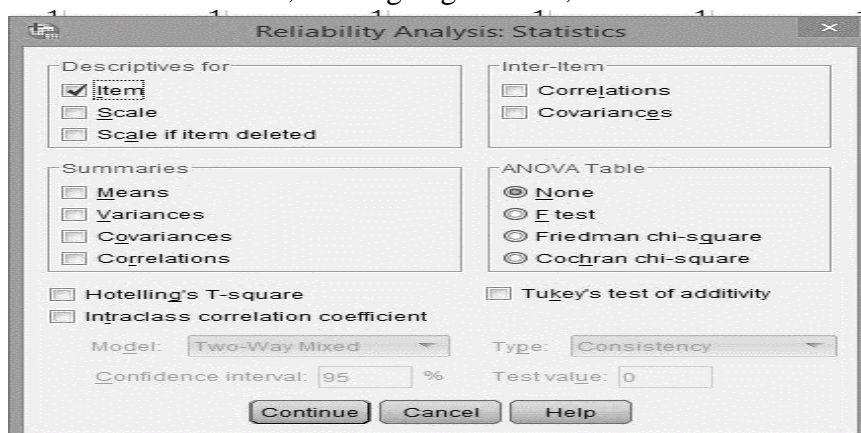 Reliability Analysis: Statistics
Descriptives for
Item
Scale
Scale if item deleted
Inter-Item
Correlations
Covariances
Summaries
Means
Variances
Covariances
Correlations
ANOVA Table
None
F test
Friedman chi-square
Cochran chi-square
Hotelling's T-square
Tukey's test of additivity
Intraclass correlation coefficient
Model: Two-Way Mixed
Type: Consistency
Confidence interval: 95 %
Test value: 0
Continue Cancel Help